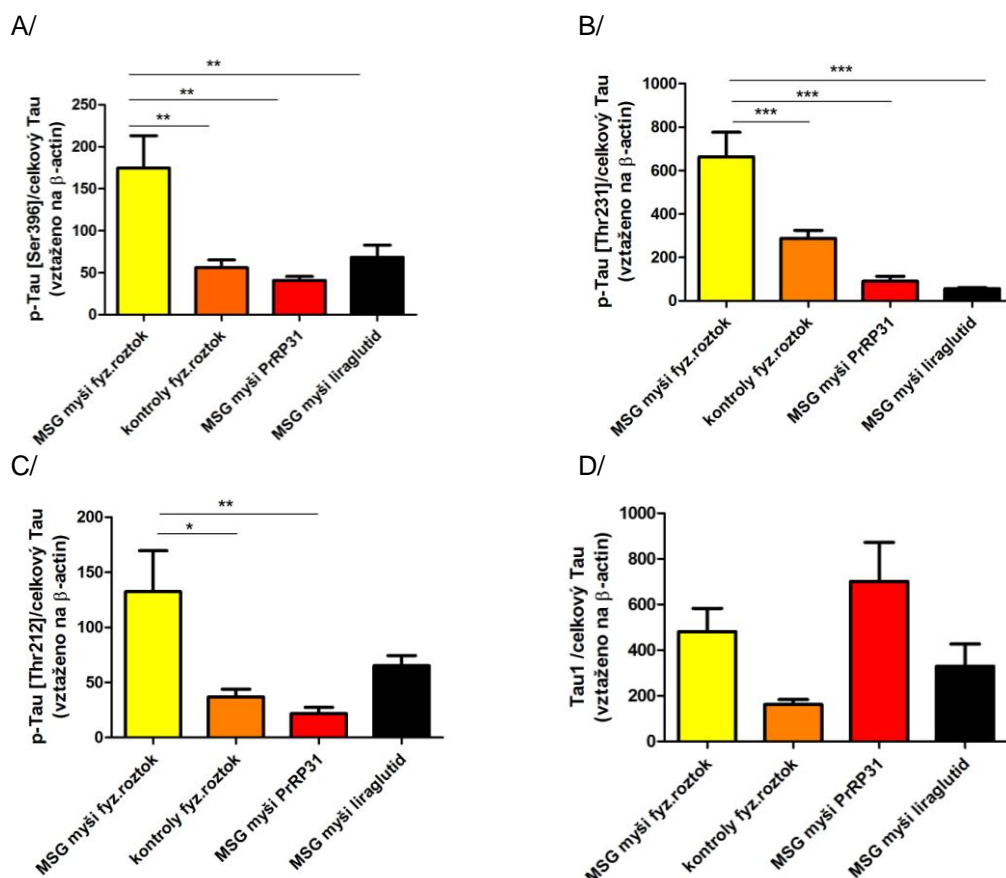 A/
**
**
**
p-Tau [Ser396]/celkový Tau
(vztaženo na β-actin)
250
200
150
100
50
0
MSG myši fyz.roztok
kontroly fyz.roztok
MSG myši PrRP31
MSG myši liraglutid
B/
***
***
***
p-Tau [Thr231]/celkový Tau
(vztaženo na β-actin)
1000
800
600
400
200
0
MSG myši fyz.roztok
kontroly fyz.roztok
MSG myši PrRP31
MSG myši liraglutid
C/
**
*
p-Tau [Thr212]/celkový Tau
(vztaženo na β-actin)
200
150
100
50
0
MSG myši fyz.roztok
kontroly fyz.roztok
MSG myši PrRP31
MSG myši liraglutid
D/
Tau1 /celkový Tau
(vztaženo na β-actin)
1000
800
600
400
200
0
MSG myši fyz.roztok
kontroly fyz.roztok
MSG myši PrRP31
MSG myši liraglutid